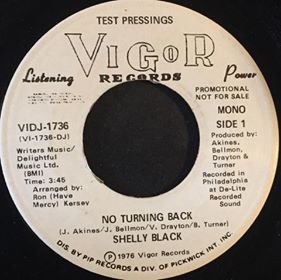 TEST PRESSINGS
VIGOR
Listening RECORDS Power
PROMOTIONAL
NOT FOR SALE
VIDJ-1736
(VI-1736-DJ)
Writers Music/
Delightful
Music Ltd.
(BMI)
Time: 3:45
Arranged by:
Ron (Have
Mercy) Kersey
MONO
SIDE 1
Produced by:
Akines,
Bellmon,
Drayton &
Turner
Recorded in
Philadelphia
at De-Lite
Recorded
Sound
NO TURNING BACK
(J. Akines/J. Bellmon/V. Drayton/B. Turner)
SHELLY BLACK
Ⓟ 1976 Vigor Records
DIS. BY PIP RECORDS A DIV. OF PICKWICK INT. INC.